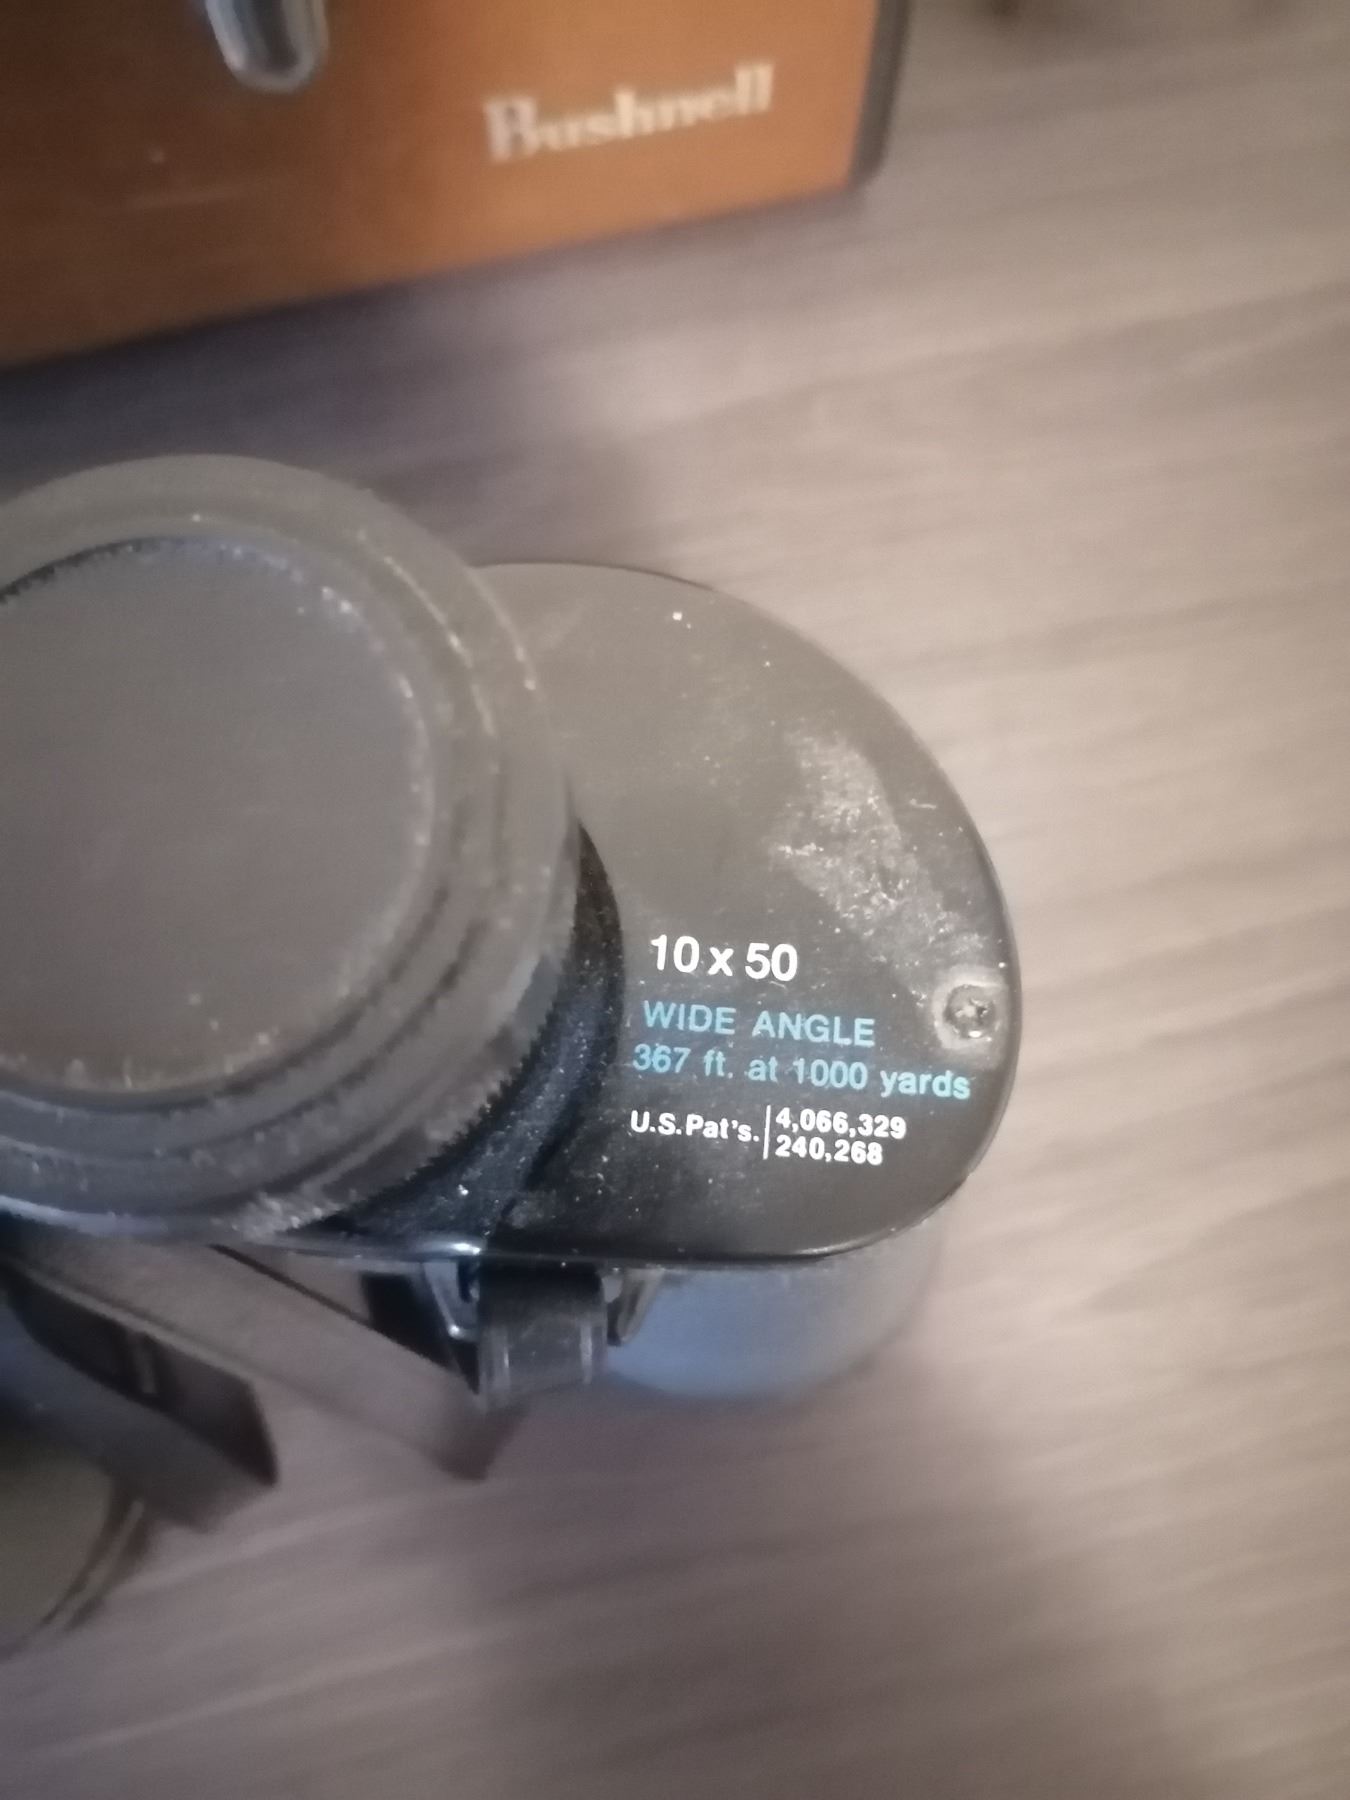 Bushnell
10 x 50
WIDE ANGLE
367 ft. at 1000 yards
U.S.Pat's. 4,066,329
240,268